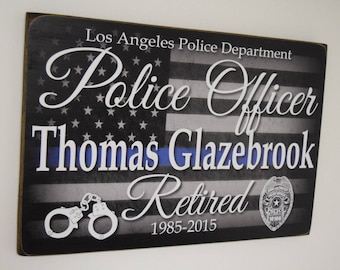 Los Angeles Police Department
Police Officer
Thomas Glazebrook
Retired
1985-2015